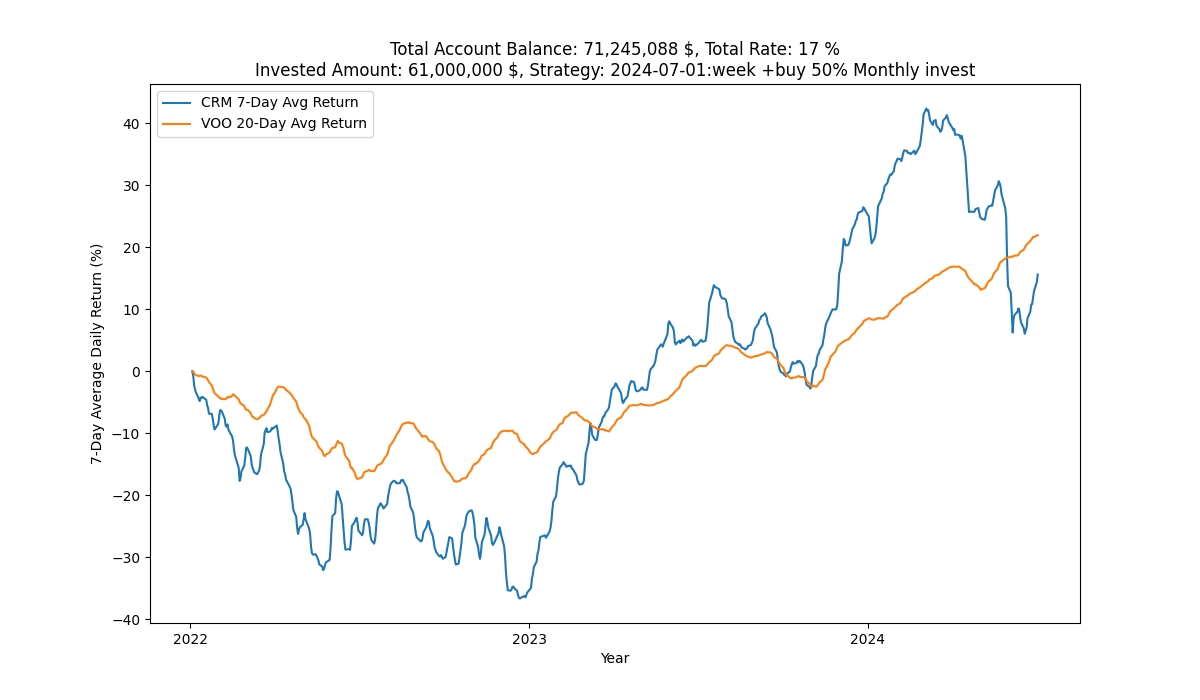 Total Account Balance: 71,245,088 $, Total Rate: 17 %
Invested Amount: 61,000,000 $, Strategy: 2024-07-01:week +buy 50% Monthly invest
CRM 7-Day Avg Return
VOO 20-Day Avg Return
7-Day Average Daily Return (%)
40
30
20
10
0
−10
−20
−30
−40
2022
2023
2024
Year